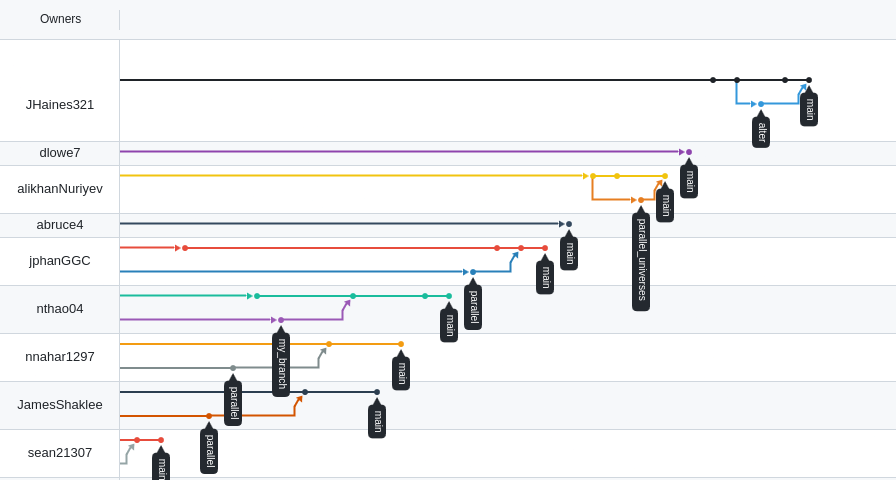 Owners
JHaines321
main
alter
dlowe7
main
alikhanNuriyev
main
parallel_universes
abruce4
main
jphanGGC
main
parallel
nthao04
main
my_branch
nnahar1297
main
parallel
JamesShaklee
main
parallel
sean21307
main